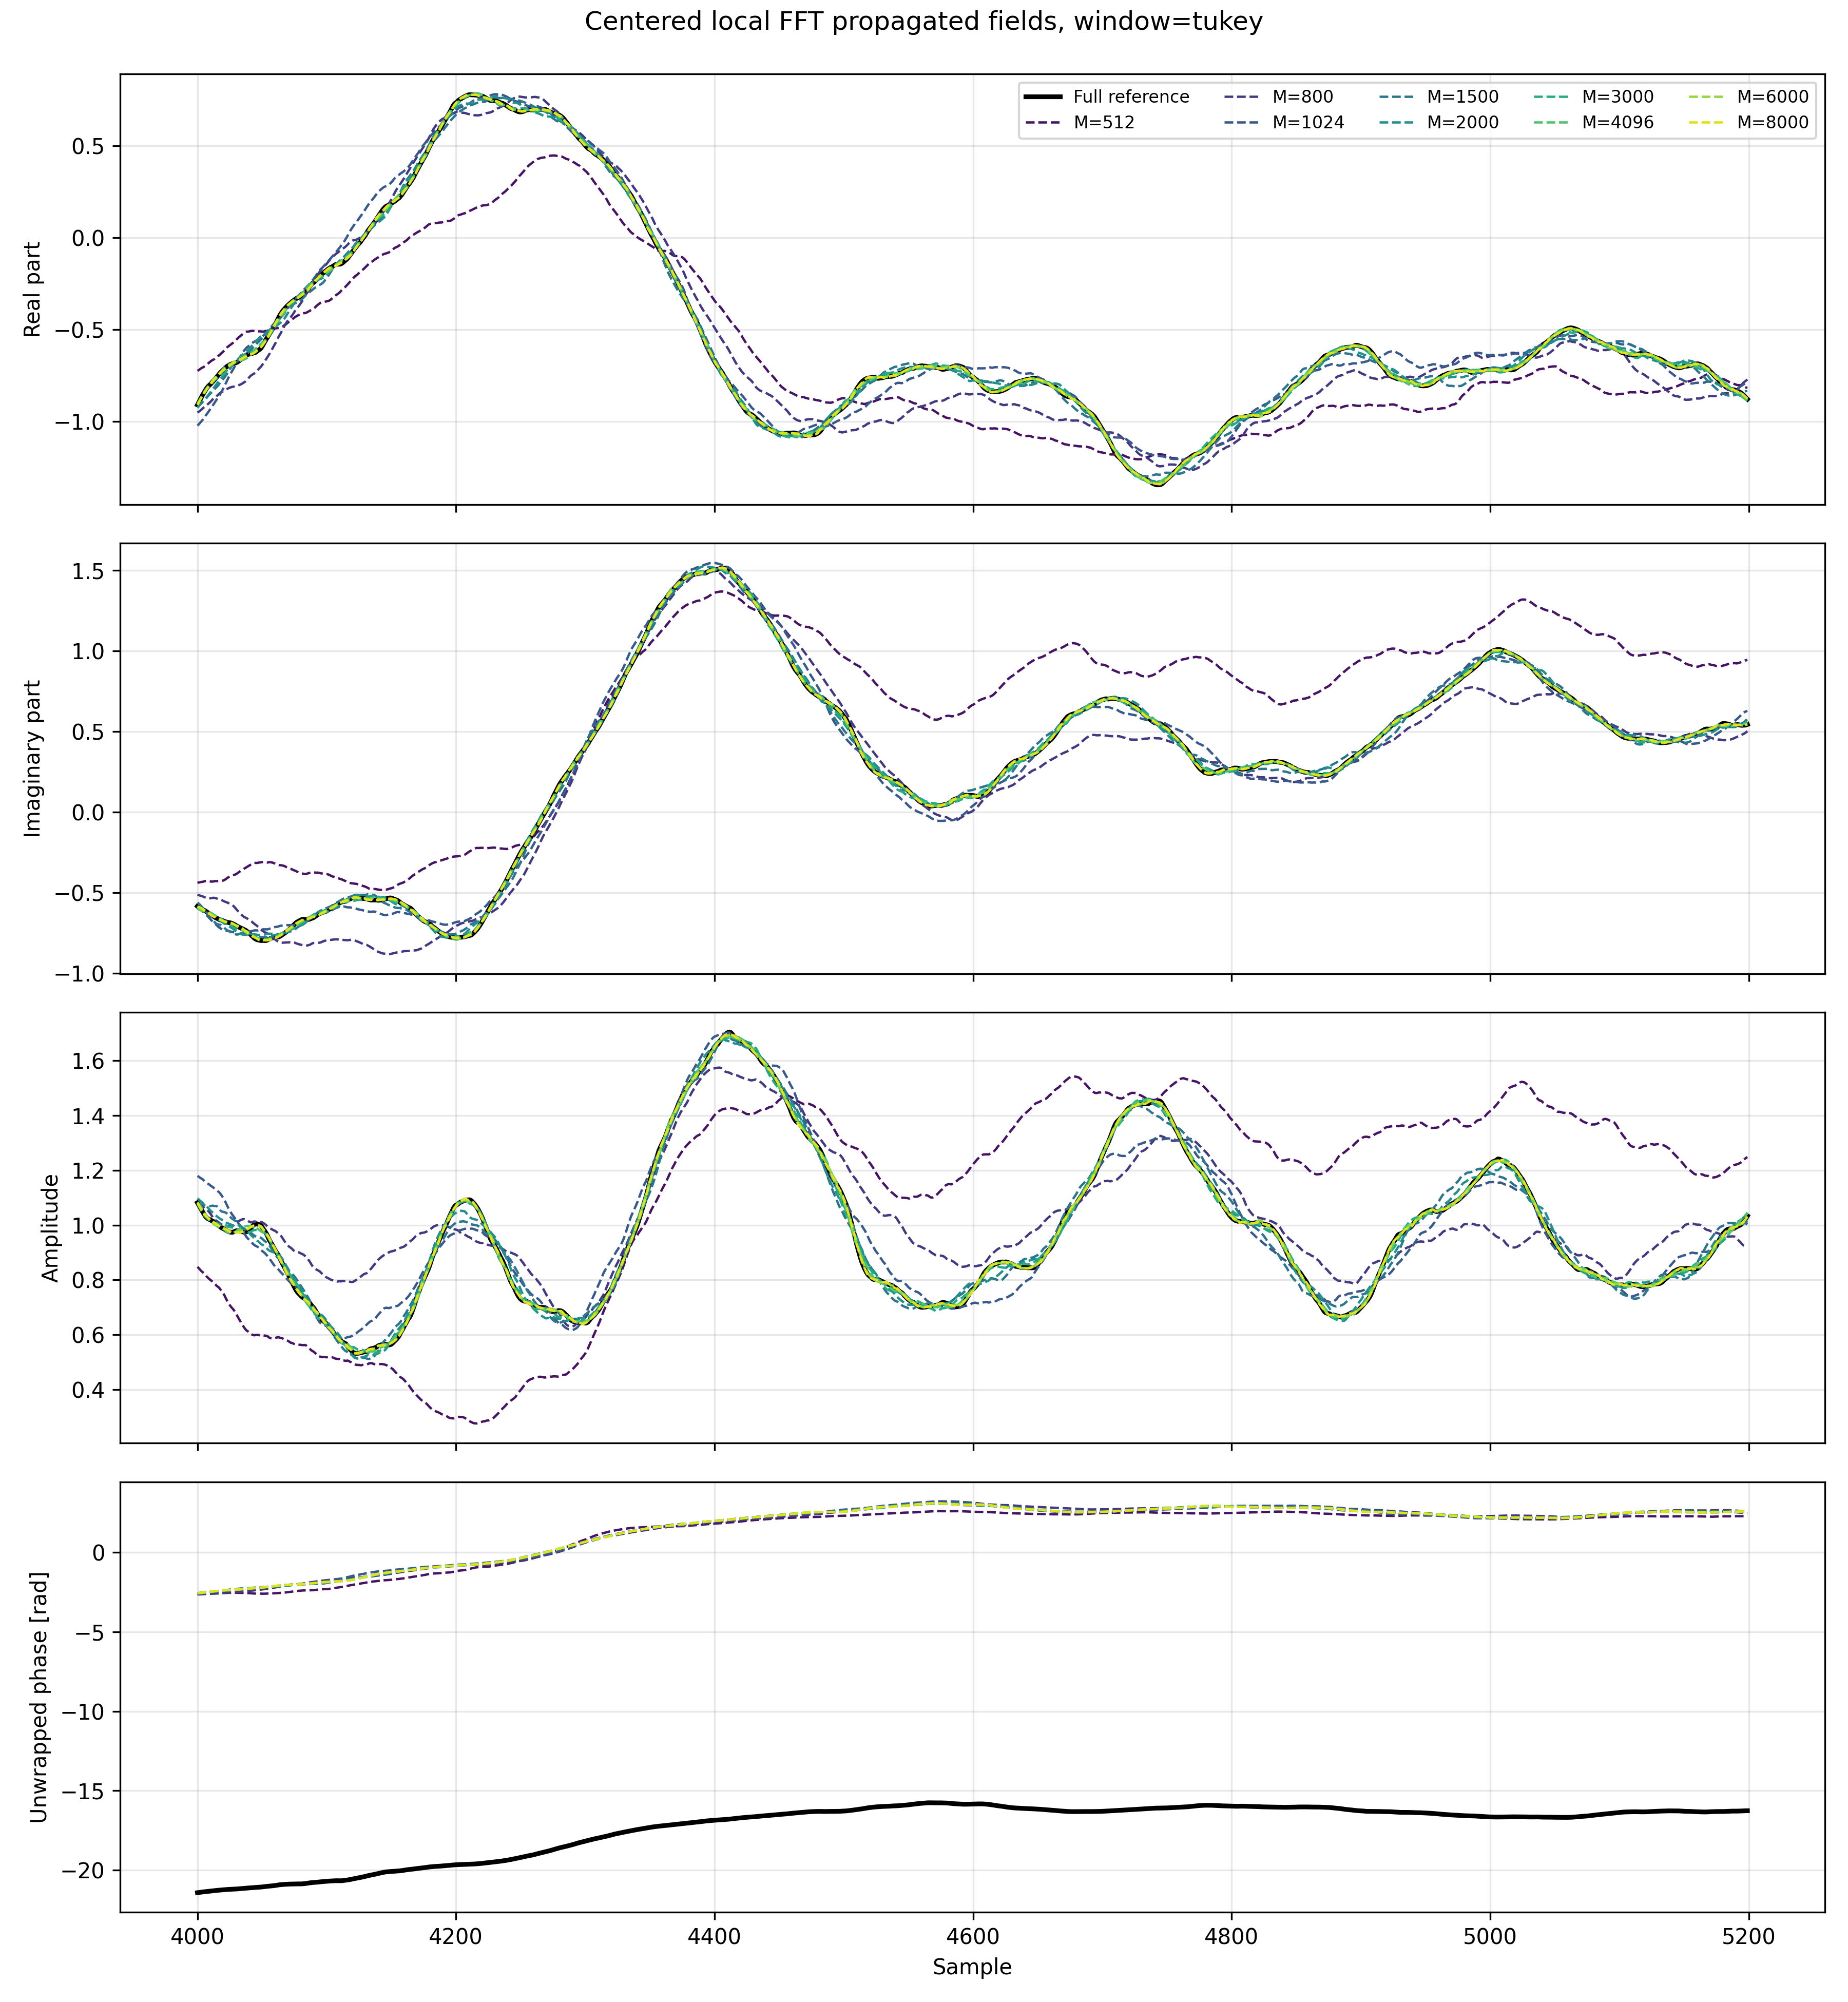 Centered local FFT propagated fields, window=tukey
Full reference
M=512
M=800
M=1024
M=1500
M=2000
M=3000
M=4096
M=6000
M=8000
Real part
0.5
0.0
−0.5
−1.0
Imaginary part
1.5
1.0
0.5
0.0
−0.5
−1.0
Amplitude
1.6
1.4
1.2
1.0
0.8
0.6
0.4
Unwrapped phase [rad]
0
−5
−10
−15
−20
4000 4200 4400 4600 4800 5000 5200
Sample